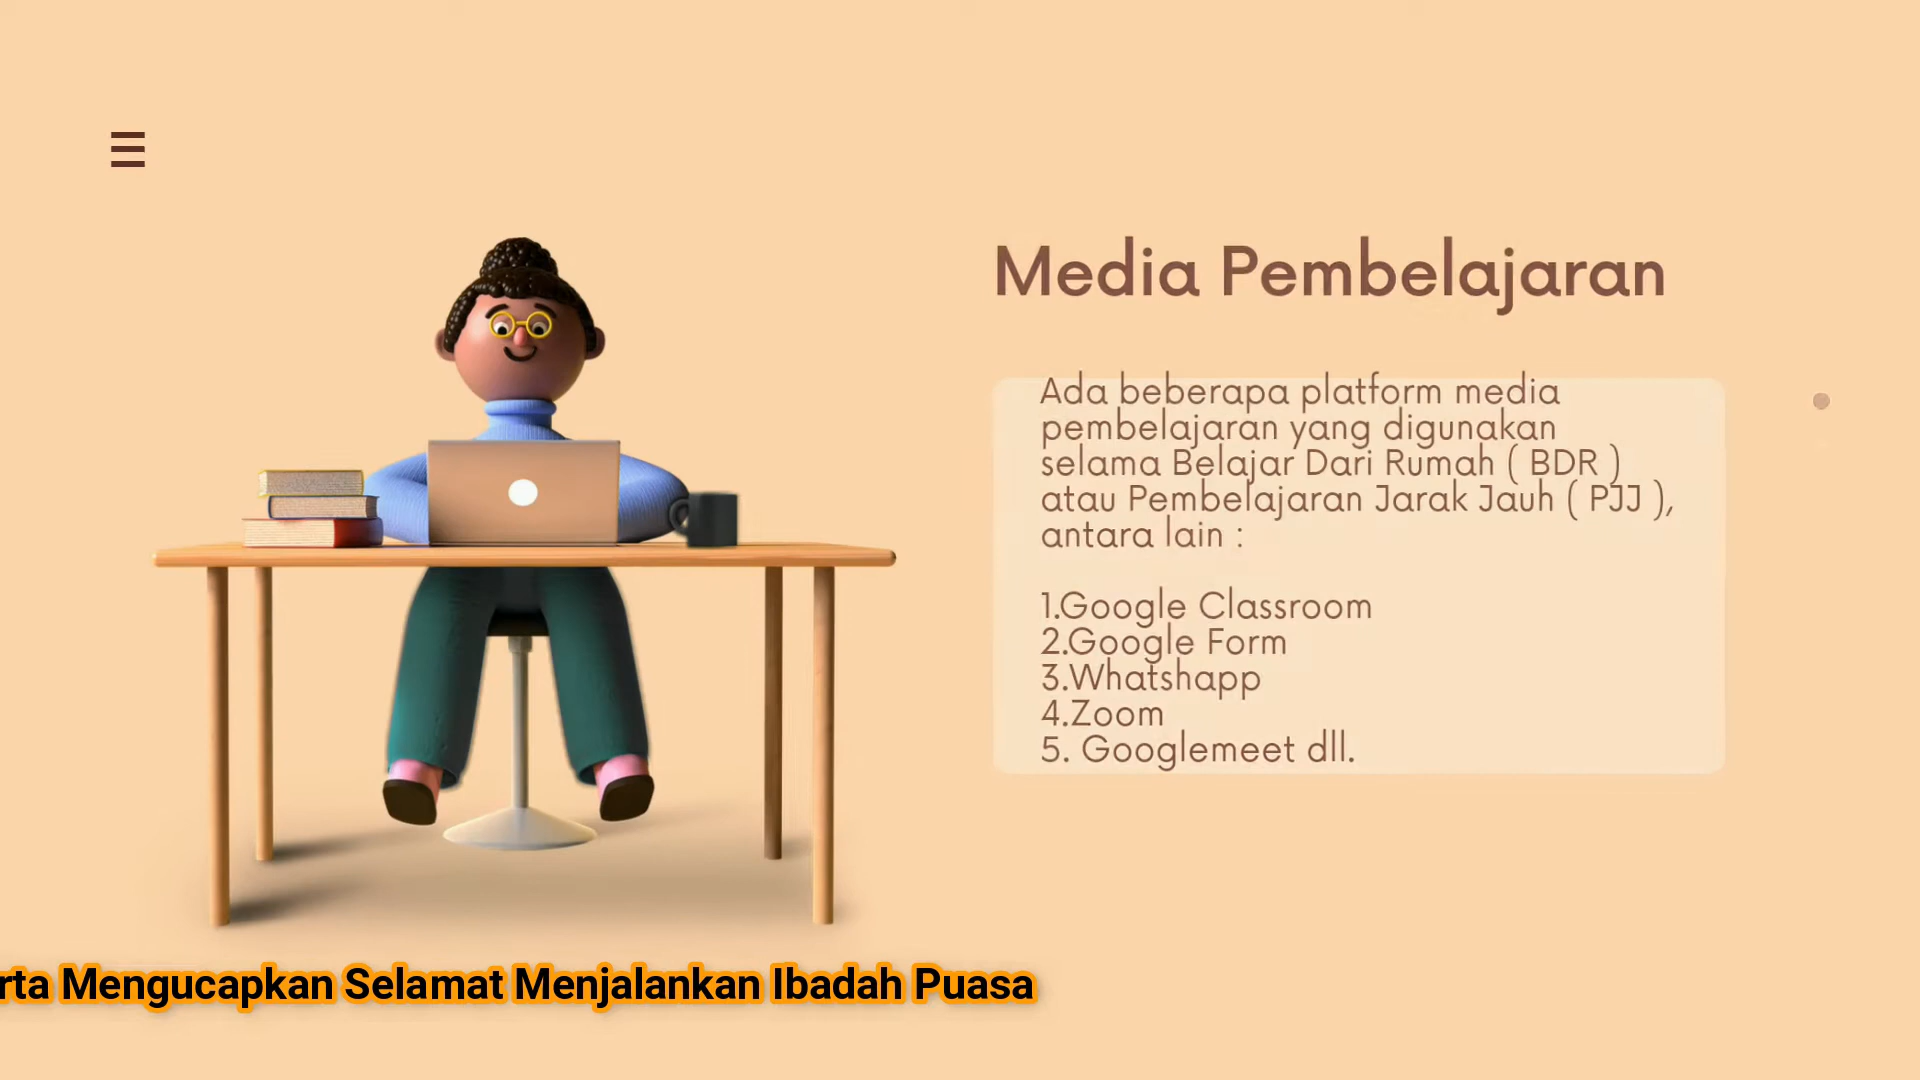 Media Pembelajaran
Ada beberapa platform media
pembelajaran yang digunakan
selama Belajar Dari Rumah ( BDR )
atau Pembelajaran Jarak Jauh ( PJJ ),
antara lain :
1.Google Classroom
2.Google Form
3.Whatshapp
4.Zoom
5. Googlemeet dll.
Mengucapkan Selamat Menjalankan Ibadah Puasa